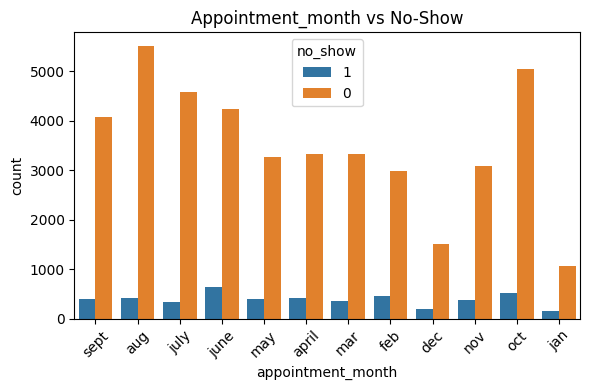 Appointment_month vs No-Show
no_show
1
0
count
5000
4000
3000
2000
1000
0
sept
aug
july
june
may
april
mar
feb
dec
nov
oct
jan
appointment_month